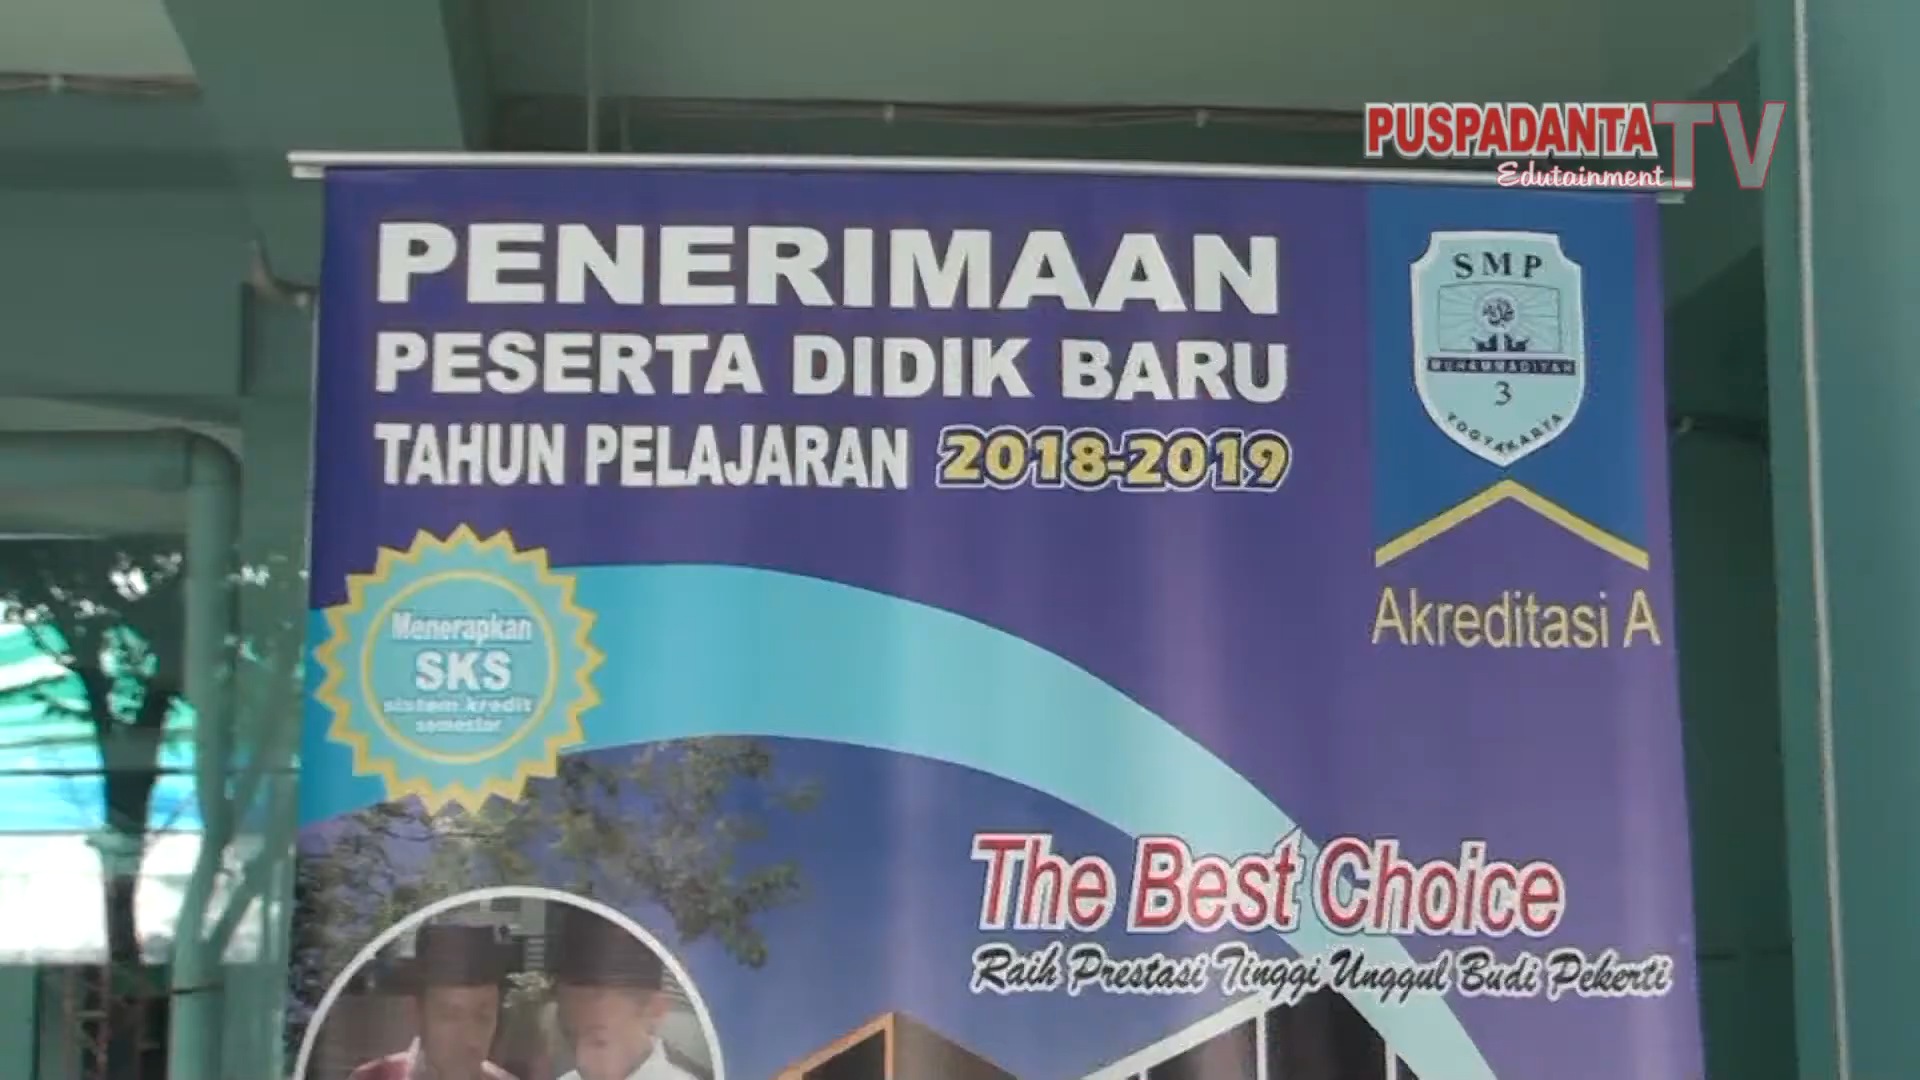 PUSPADANTA TV
Edutainment
PENERIMAAN
PESERTA DIDIK BARU
TAHUN PELAJARAN 2018-2019
SMP
MUHAMMADIYAH
3
YOGYAKARTA
Akreditasi A
Menerapkan
SKS
sistem kredit
semester
The Best Choice
Raih Prestasi Tinggi Unggul Budi Pekerti